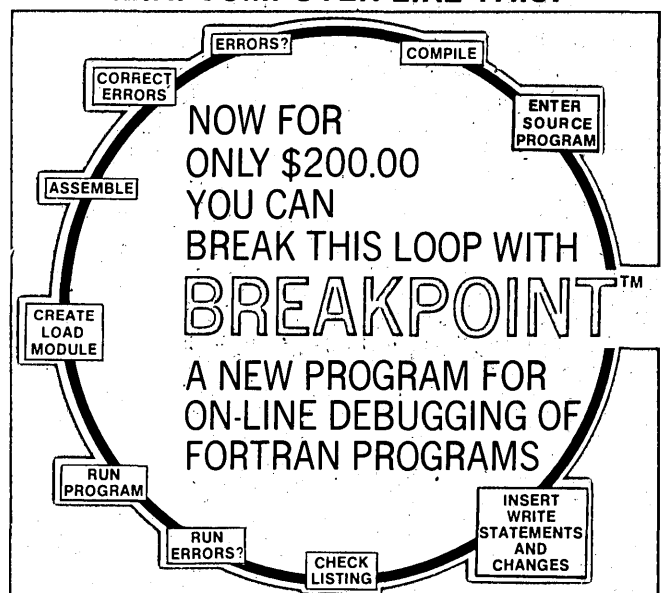 ERRORS?
COMPILE
CORRECT
ERRORS
ENTER
SOURCE
PROGRAM
ASSEMBLE
NOW FOR
ONLY $200.00
YOU CAN
BREAK THIS LOOP WITH
BREAKPOINT™
CREATE
LOAD
MODULE
A NEW PROGRAM FOR
ON-LINE DEBUGGING OF
FORTRAN PROGRAMS
RUN
PROGRAM
RUN
ERRORS?
CHECK
LISTING
INSERT
WRITE
STATEMENTS
AND
CHANGES